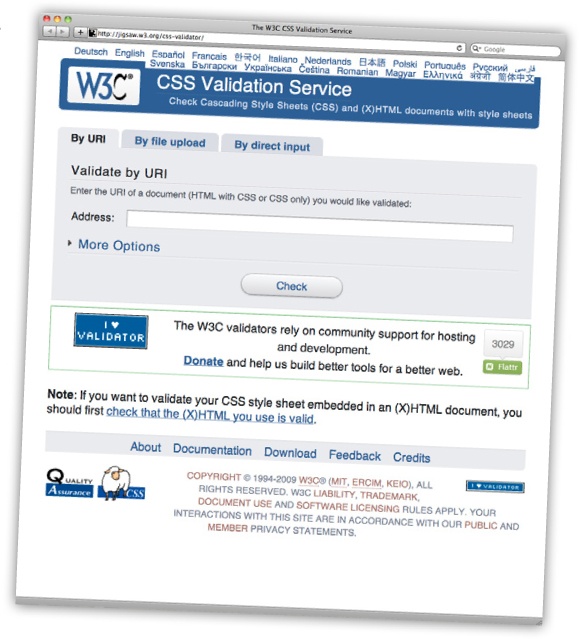 The W3C CSS Validation Service
http://jigsaw.w3.org/css-validator/
Google
Deutsch English Español Français 한국어 Italiano Nederlands 日本語 Polski Português Русский فارسی
Svenska Български Українська Čeština Romanian Magyar Ελληνικά 简体中文
W3C® CSS Validation Service
Check Cascading Style Sheets (CSS) and (X)HTML documents with style sheets
By URI By file upload By direct input
Validate by URI
Enter the URI of a document (HTML with CSS or CSS only) you would like validated:
Address:
More Options
Check
I ♥
VALIDATOR
The W3C validators rely on community support for hosting
and development.
Donate and help us build better tools for a better web.
3029
Flattr
Note: If you want to validate your CSS style sheet embedded in an (X)HTML document, you
should first check that the (X)HTML you use is valid.
About Documentation Download Feedback Credits
QUALITY
Assurance CSS
COPYRIGHT © 1994-2009 W3C® (MIT, ERCIM, KEIO), ALL
RIGHTS RESERVED. W3C LIABILITY, TRADEMARK,
DOCUMENT USE AND SOFTWARE LICENSING RULES APPLY. YOUR
INTERACTIONS WITH THIS SITE ARE IN ACCORDANCE WITH OUR PUBLIC AND
MEMBER PRIVACY STATEMENTS.
I ♥ VALIDATOR